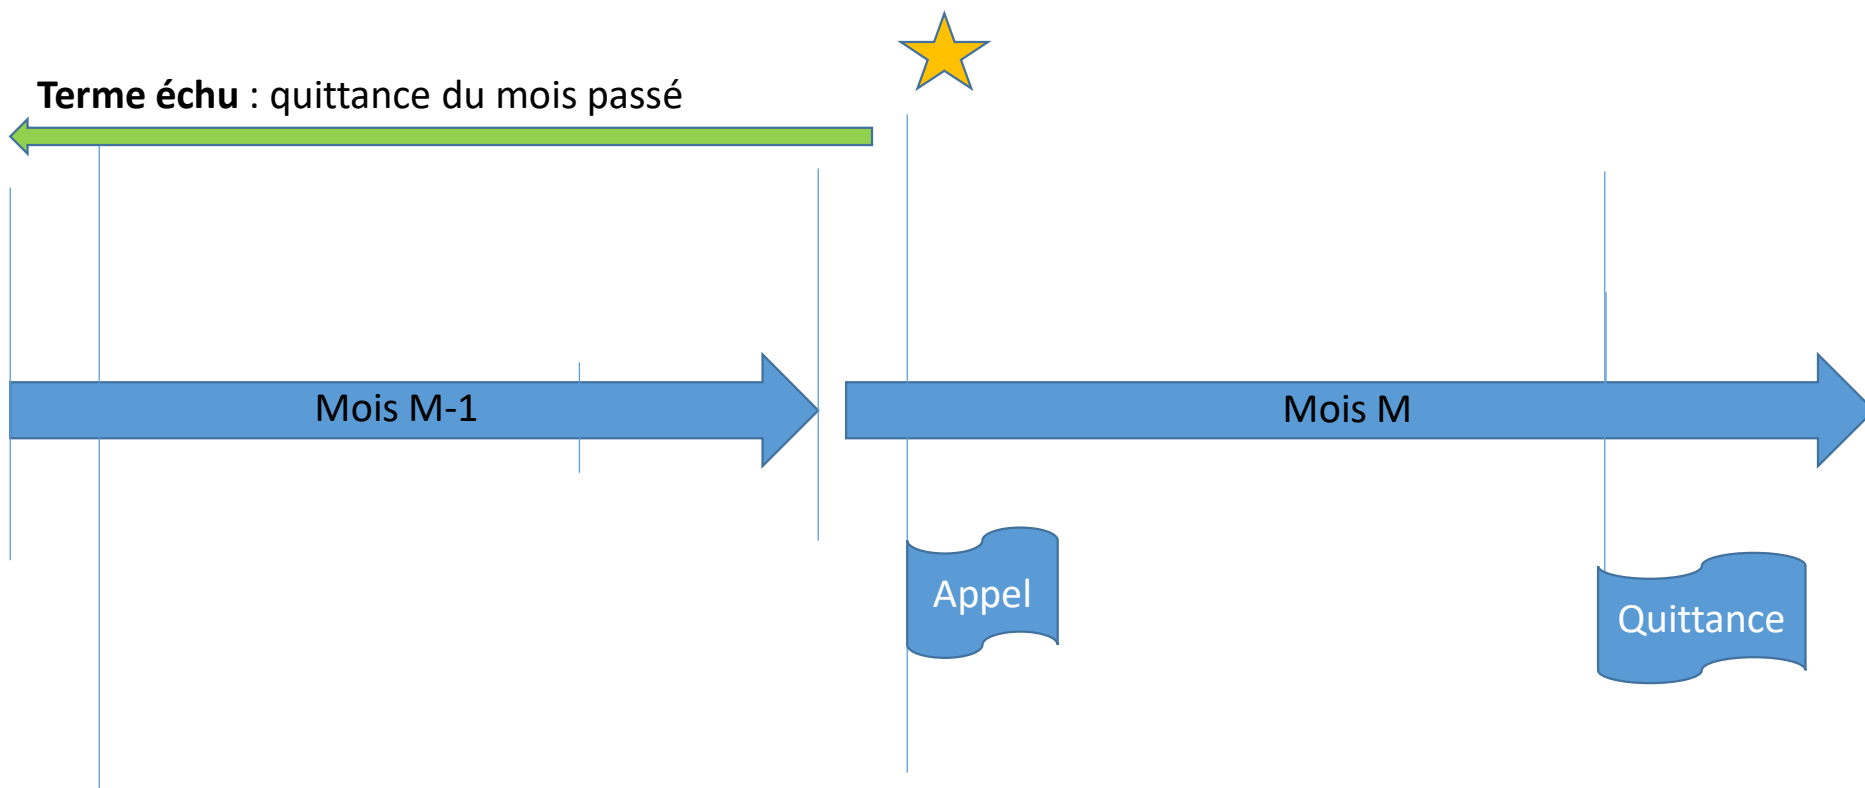 Terme échu : quittance du mois passé
Mois M-1
Mois M
Appel
Quittance